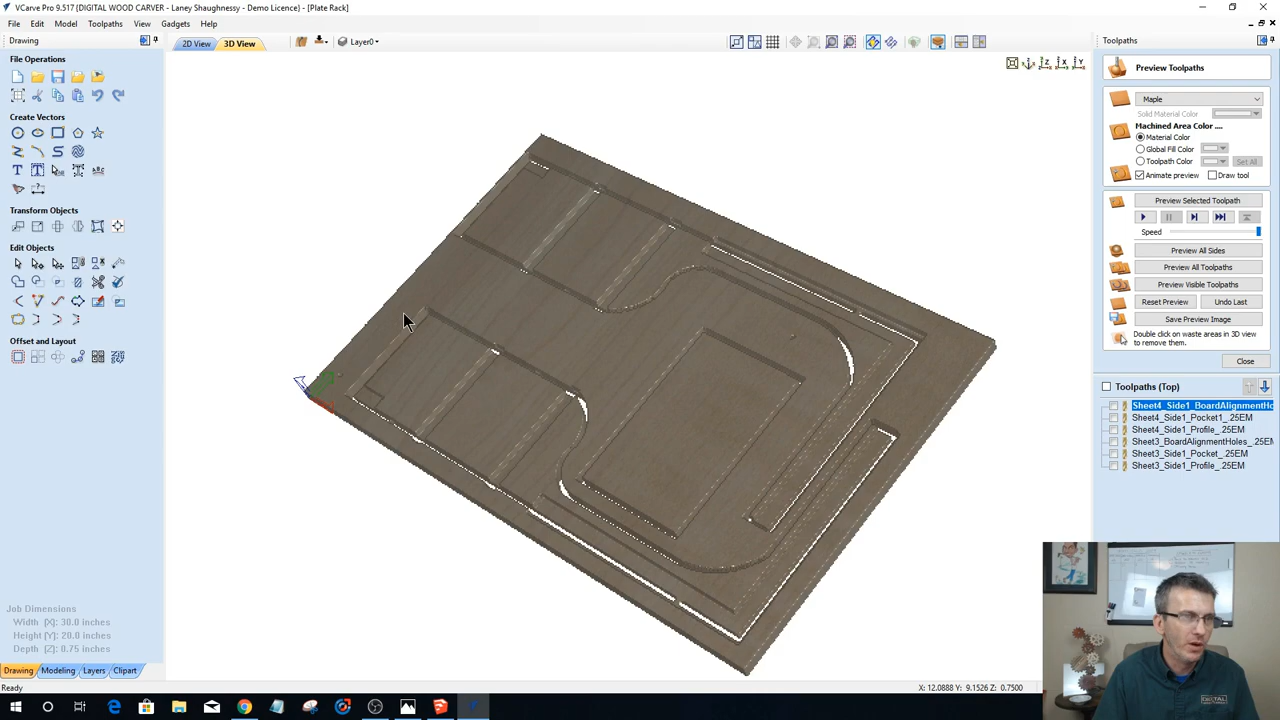 VCarve Pro 9.517 {DIGITAL WOOD CARVER - Laney Shaughnessy - Demo Licence} - [Plate Rack]
File Edit Model Toolpaths View Gadgets Help
Drawing
2D View 3D View Layer0
File Operations
Create Vectors
Transform Objects
Edit Objects
Offset and Layout
Job Dimensions
Width (X): 30.0 inches
Height (Y): 20.0 inches
Depth (Z): 0.75 inches
Drawing Modeling Layers Clipart
Ready
X: 12.0888 Y: 9.1526 Z: 0.7500
Toolpaths
Preview Toolpaths
Maple
Solid Material Color
Machined Area Color ....
Material Color
Global Fill Color
Toolpath Color Set All
Animate preview Draw tool
Preview Selected Toolpath
Speed
Preview All Sides
Preview All Toolpaths
Preview Visible Toolpaths
Reset Preview Undo Last
Save Preview Image
Double click on waste areas in 3D view
to remove them.
Close
Toolpaths (Top)
Sheet4_Side1_BoardAlignmentHo
Sheet4_Side1_Pocket1_.25EM
Sheet4_Side1_Profile_.25EM
Sheet3_BoardAlignmentHoles_.25EM
Sheet3_Side1_Pocket_.25EM
Sheet3_Side1_Profile_.25EM